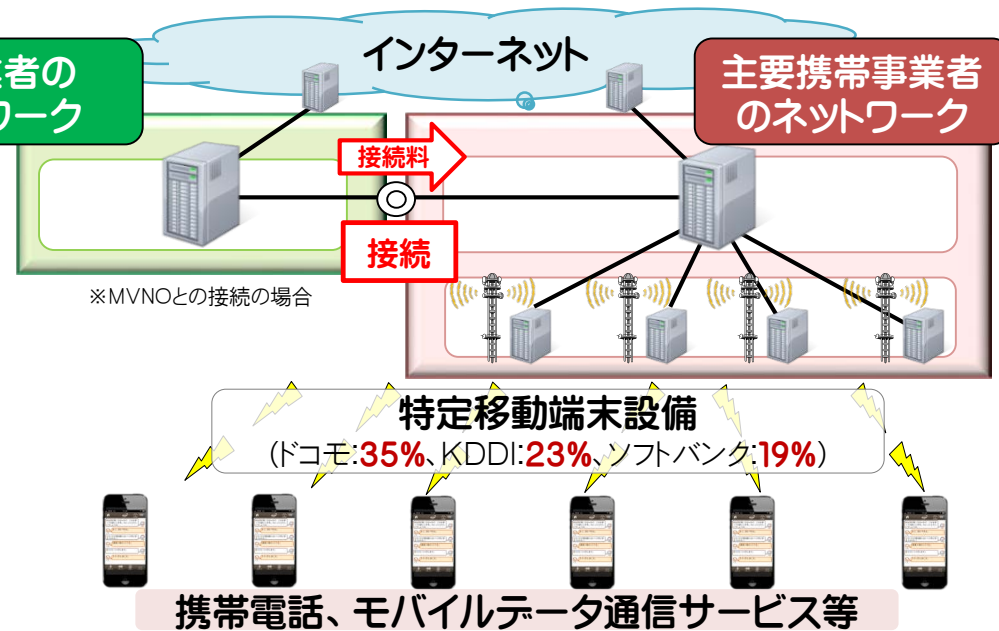 インターネット
者の
ワーク
主要携帯事業者
のネットワーク
接続料
接続
※MVNOとの接続の場合
特定移動端末設備
(ドコモ:35%、KDDI:23%、ソフトバンク:19%)
携帯電話、モバイルデータ通信サービス等